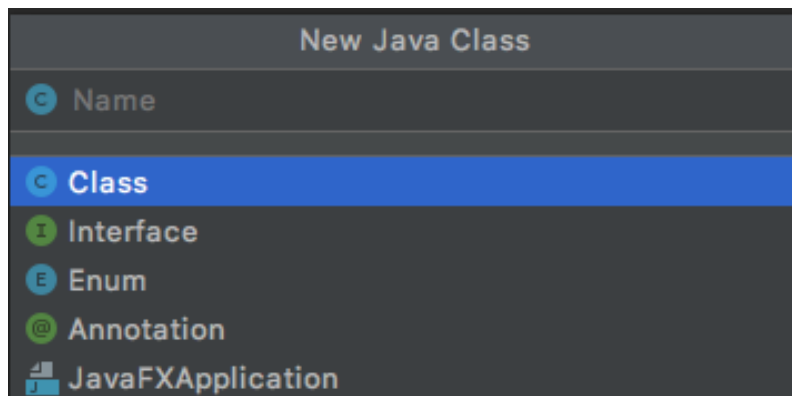 New Java Class
C Name
C Class
I Interface
E Enum
@ Annotation
J JavaFXApplication